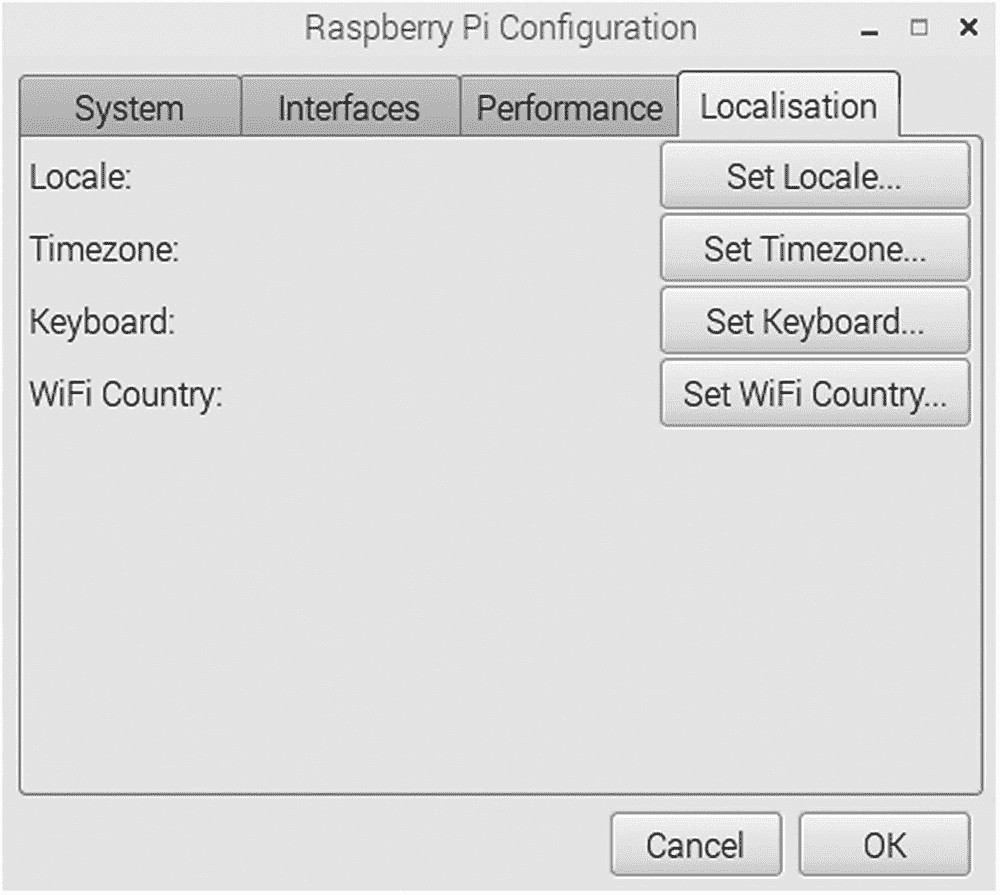 Raspberry Pi Configuration
System Interfaces Performance Localisation
Locale: Set Locale...
Timezone: Set Timezone...
Keyboard: Set Keyboard...
WiFi Country: Set WiFi Country...
Cancel OK